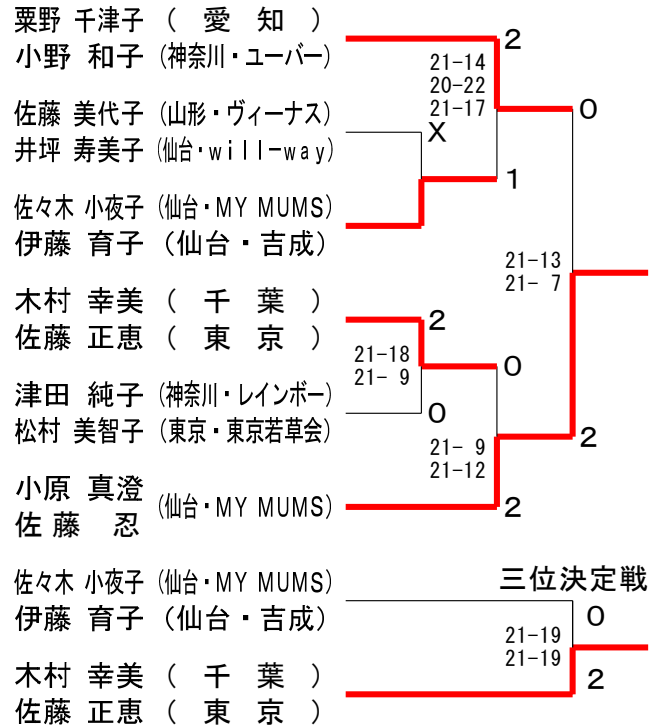 粟野 千津子 ( 愛 知 ) 2
小野 和子 (神奈川・ユーバー)
21-14
20-22
21-17
0
佐藤 美代子 (山形・ヴィーナス) X
井坪 寿美子 (仙台・will-way)
1
佐々木 小夜子 (仙台・MY MUMS)
伊藤 育子 (仙台・吉成)
21-13
21- 7
木村 幸美 ( 千 葉 ) 2
佐藤 正恵 ( 東 京 )
21-18
21- 9
0
津田 純子 (神奈川・レインボー) 0
松村 美智子 (東京・東京若草会)
21- 9
21-12
2
小原 真澄
佐藤 忍
(仙台・MY MUMS) 2
三位決定戦
佐々木 小夜子 (仙台・MY MUMS) 0
伊藤 育子 (仙台・吉成)
21-19
21-19
木村 幸美 ( 千 葉 ) 2
佐藤 正恵 ( 東 京 )